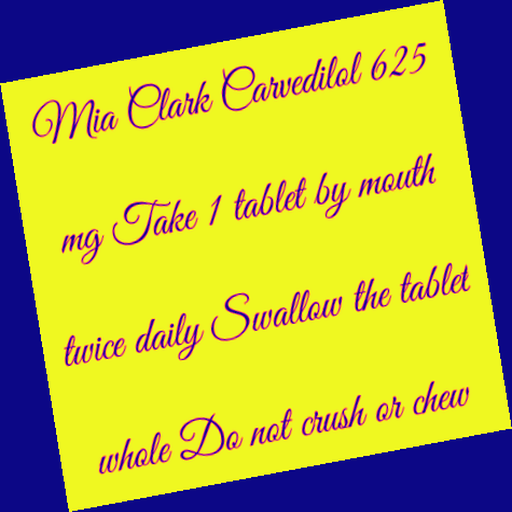 Mia Clark Carvedilol 625
mg Take 1 tablet by mouth
twice daily Swallow the tablet
whole Do not crush or chew